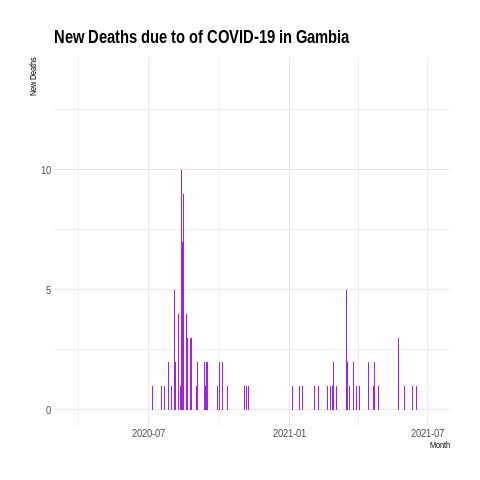 New Deaths due to of COVID-19 in Gambia
New Deaths
10
5
0
2020-07
2021-01
2021-07
Month